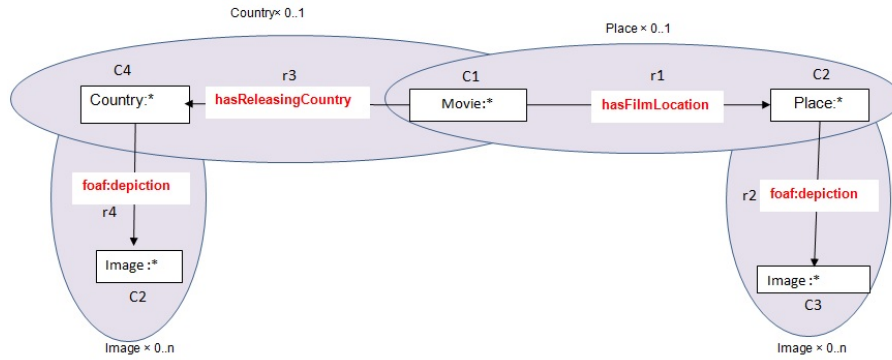 Country× 0..1
Place × 0..1
C4
r3
C1
r1
C2
Country:*
hasReleasingCountry
Movie:*
hasFilmLocation
Place:*
foaf:depiction
r4
r2
foaf:depiction
Image :*
Image :*
C2
C3
Image × 0..n
Image × 0..n